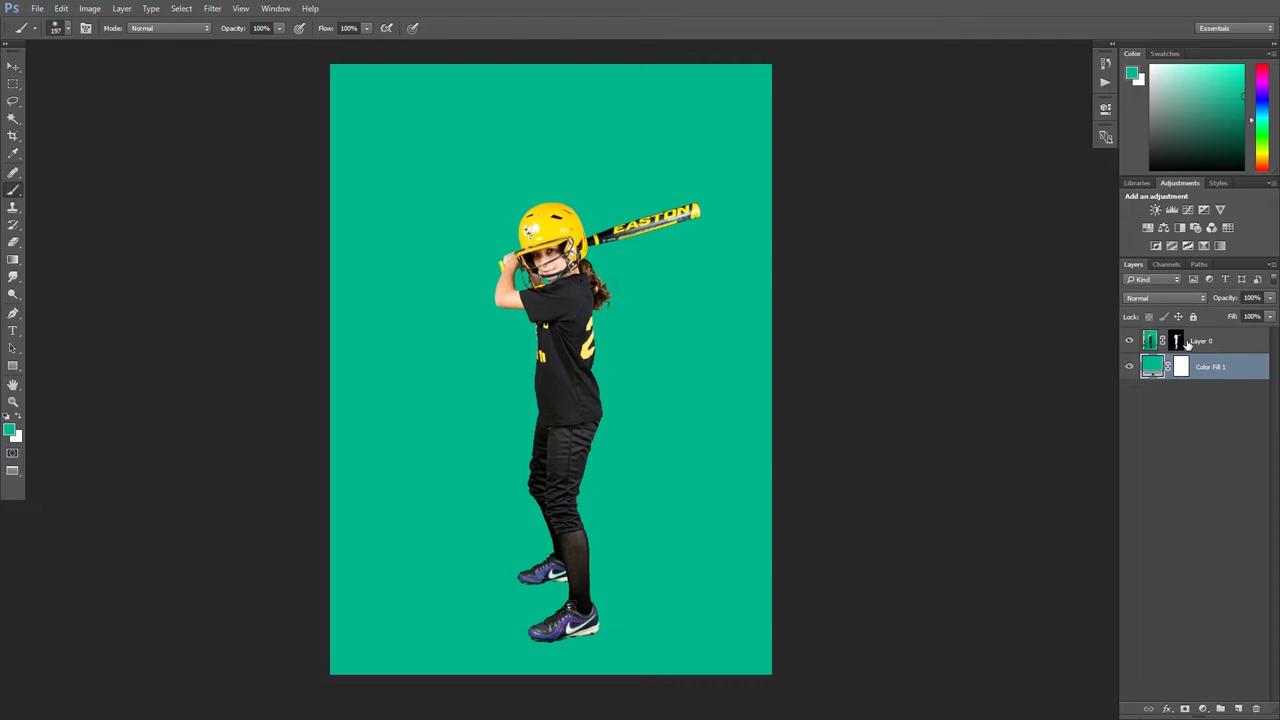 Ps File Edit Image Layer Type Select Filter View Window Help
197 Mode: Normal Opacity: 100% Flow: 100% Essentials
Color Swatches
Libraries Adjustments Styles
Add an adjustment
Layers Channels Paths
Kind
Normal Opacity: 100%
Lock: Fill: 100%
Layer 0
Color Fill 1
EASTON
2